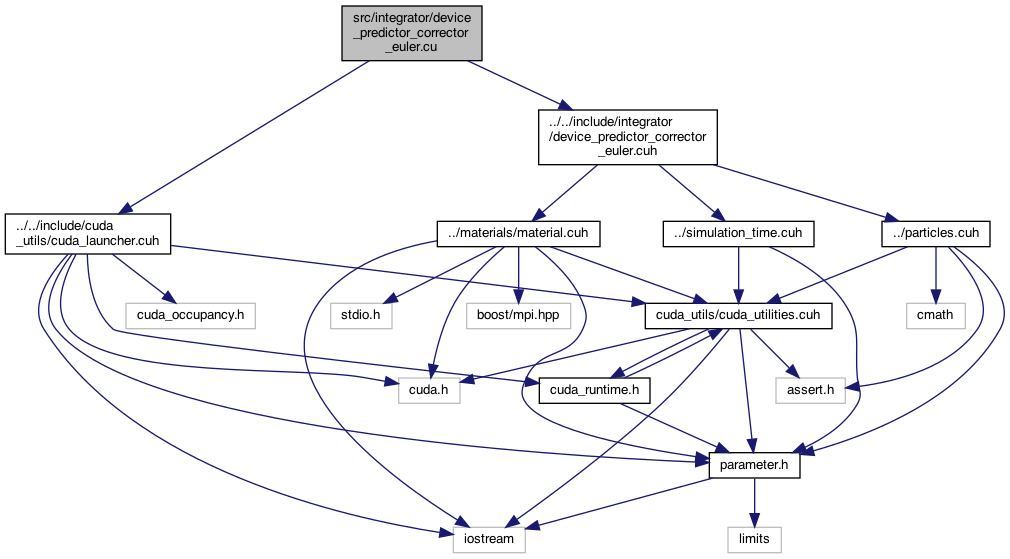 src/integrator/device
_predictor_corrector
_euler.cu
../../include/integrator
/device_predictor_corrector
_euler.cuh
../../include/cuda
_utils/cuda_launcher.cuh
../materials/material.cuh
../simulation_time.cuh
../particles.cuh
cuda_occupancy.h
stdio.h
boost/mpi.hpp
cuda_utils/cuda_utilities.cuh
cmath
cuda.h
cuda_runtime.h
assert.h
parameter.h
iostream
limits